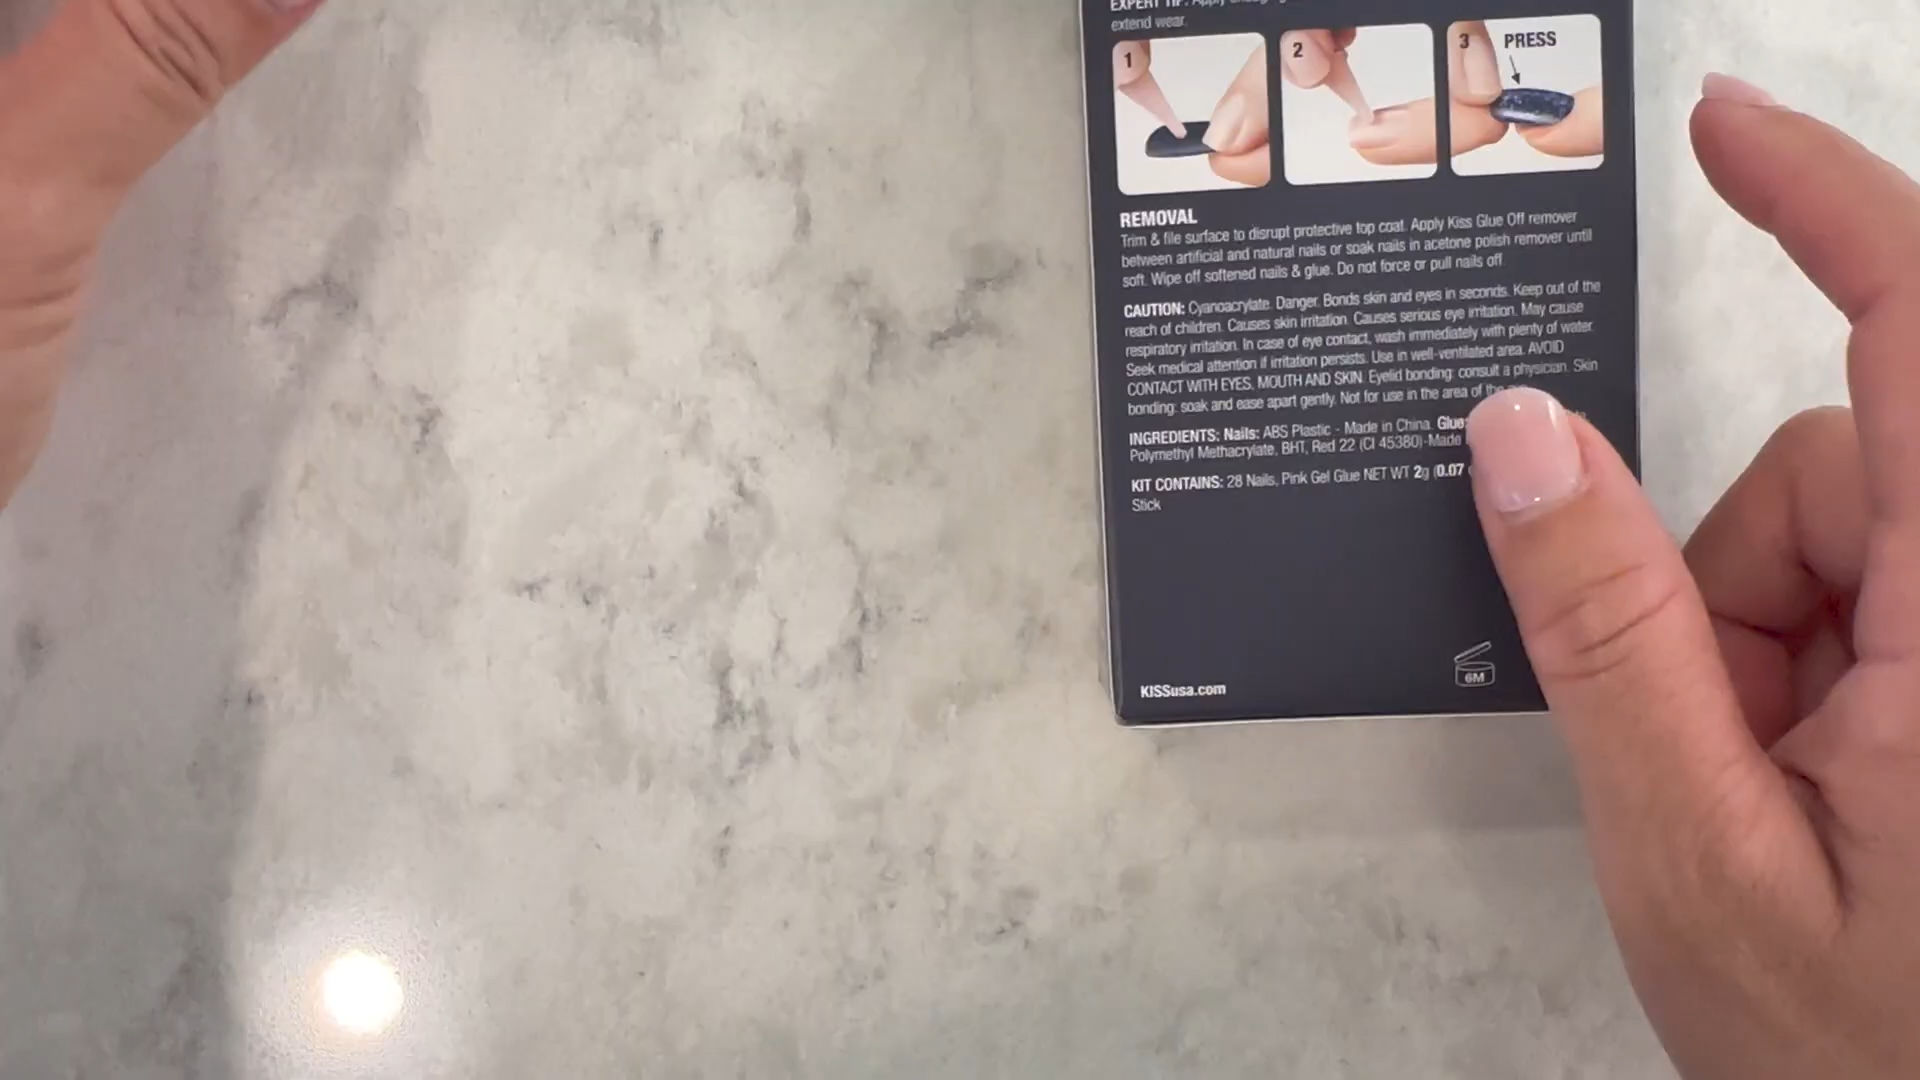 EXPERT TIP: Apply
extend wear.
1
2
3 PRESS
REMOVAL
Trim & file surface to disrupt protective top coat. Apply Kiss Glue Off remover
between artificial and natural nails or soak nails in acetone polish remover until
soft. Wipe off softened nails & glue. Do not force or pull nails off
CAUTION: Cyanoacrylate. Danger. Bonds skin and eyes in seconds. Keep out of the
reach of children. Causes skin irritation. Causes serious eye irritation. May cause
respiratory irritation. In case of eye contact, wash immediately with plenty of water.
Seek medical attention if irritation persists. Use in well-ventilated area. AVOID
CONTACT WITH EYES, MOUTH AND SKIN. Eyelid bonding: consult a physician. Skin
bonding: soak and ease apart gently. Not for use in the area of the
INGREDIENTS: Nails: ABS Plastic - Made in China. Glue:
Polymethyl Methacrylate, BHT, Red 22 (CI 45380)-Made
KIT CONTAINS: 28 Nails, Pink Gel Glue NET WT 2g (0.07
Stick
6M
KISSusa.com